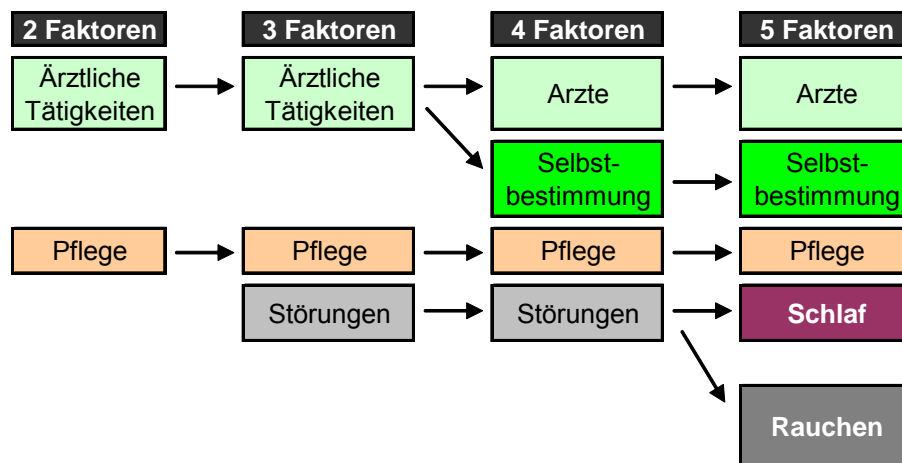 2 Faktoren
3 Faktoren
4 Faktoren
5 Faktoren
Ärztliche
Tätigkeiten
Ärztliche
Tätigkeiten
Arzte
Arzte
Selbst-
bestimmung
Selbst-
bestimmung
Pflege
Pflege
Pflege
Pflege
Störungen
Störungen
Schlaf
Rauchen